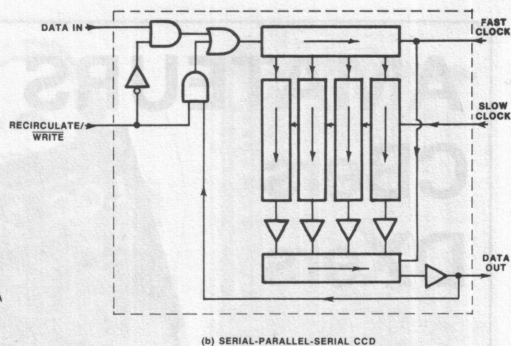 DATA IN
FAST
CLOCK
RECIRCULATE/
WRITE
SLOW
CLOCK
DATA
OUT
(b) SERIAL-PARALLEL-SERIAL CCD